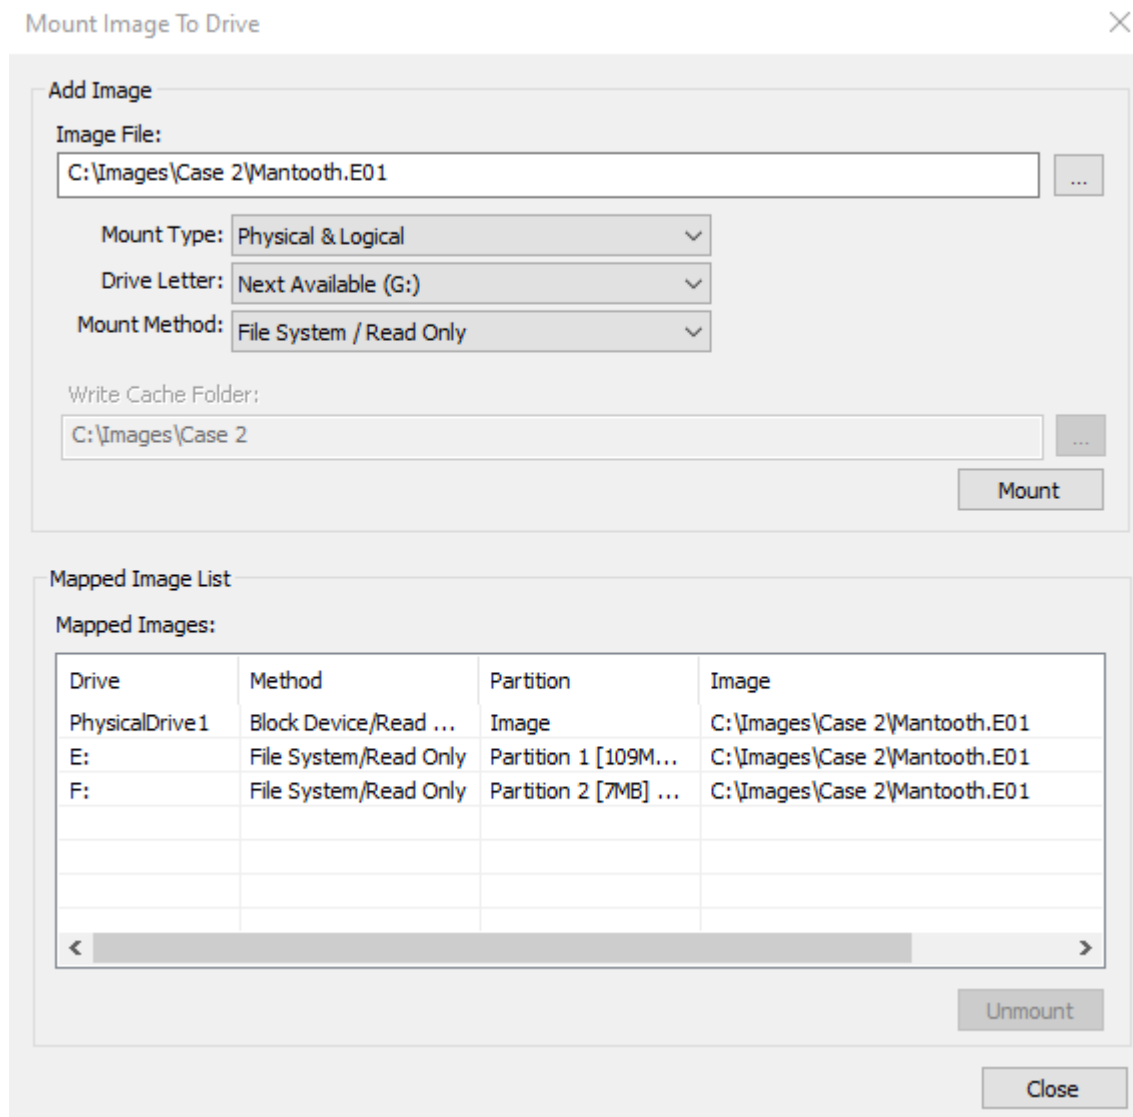 Mount Image To Drive
Add Image
Image File:
C:\Images\Case 2\Mantooth.E01
...
Mount Type: Physical & Logical
Drive Letter: Next Available (G:)
Mount Method: File System / Read Only
Write Cache Folder:
C:\Images\Case 2
...
Mount
Mapped Image List
Mapped Images:
Drive Method Partition Image
PhysicalDrive1 Block Device/Read ... Image C:\Images\Case 2\Mantooth.E01
E: File System/Read Only Partition 1 [109M... C:\Images\Case 2\Mantooth.E01
F: File System/Read Only Partition 2 [7MB] ... C:\Images\Case 2\Mantooth.E01
Unmount
Close